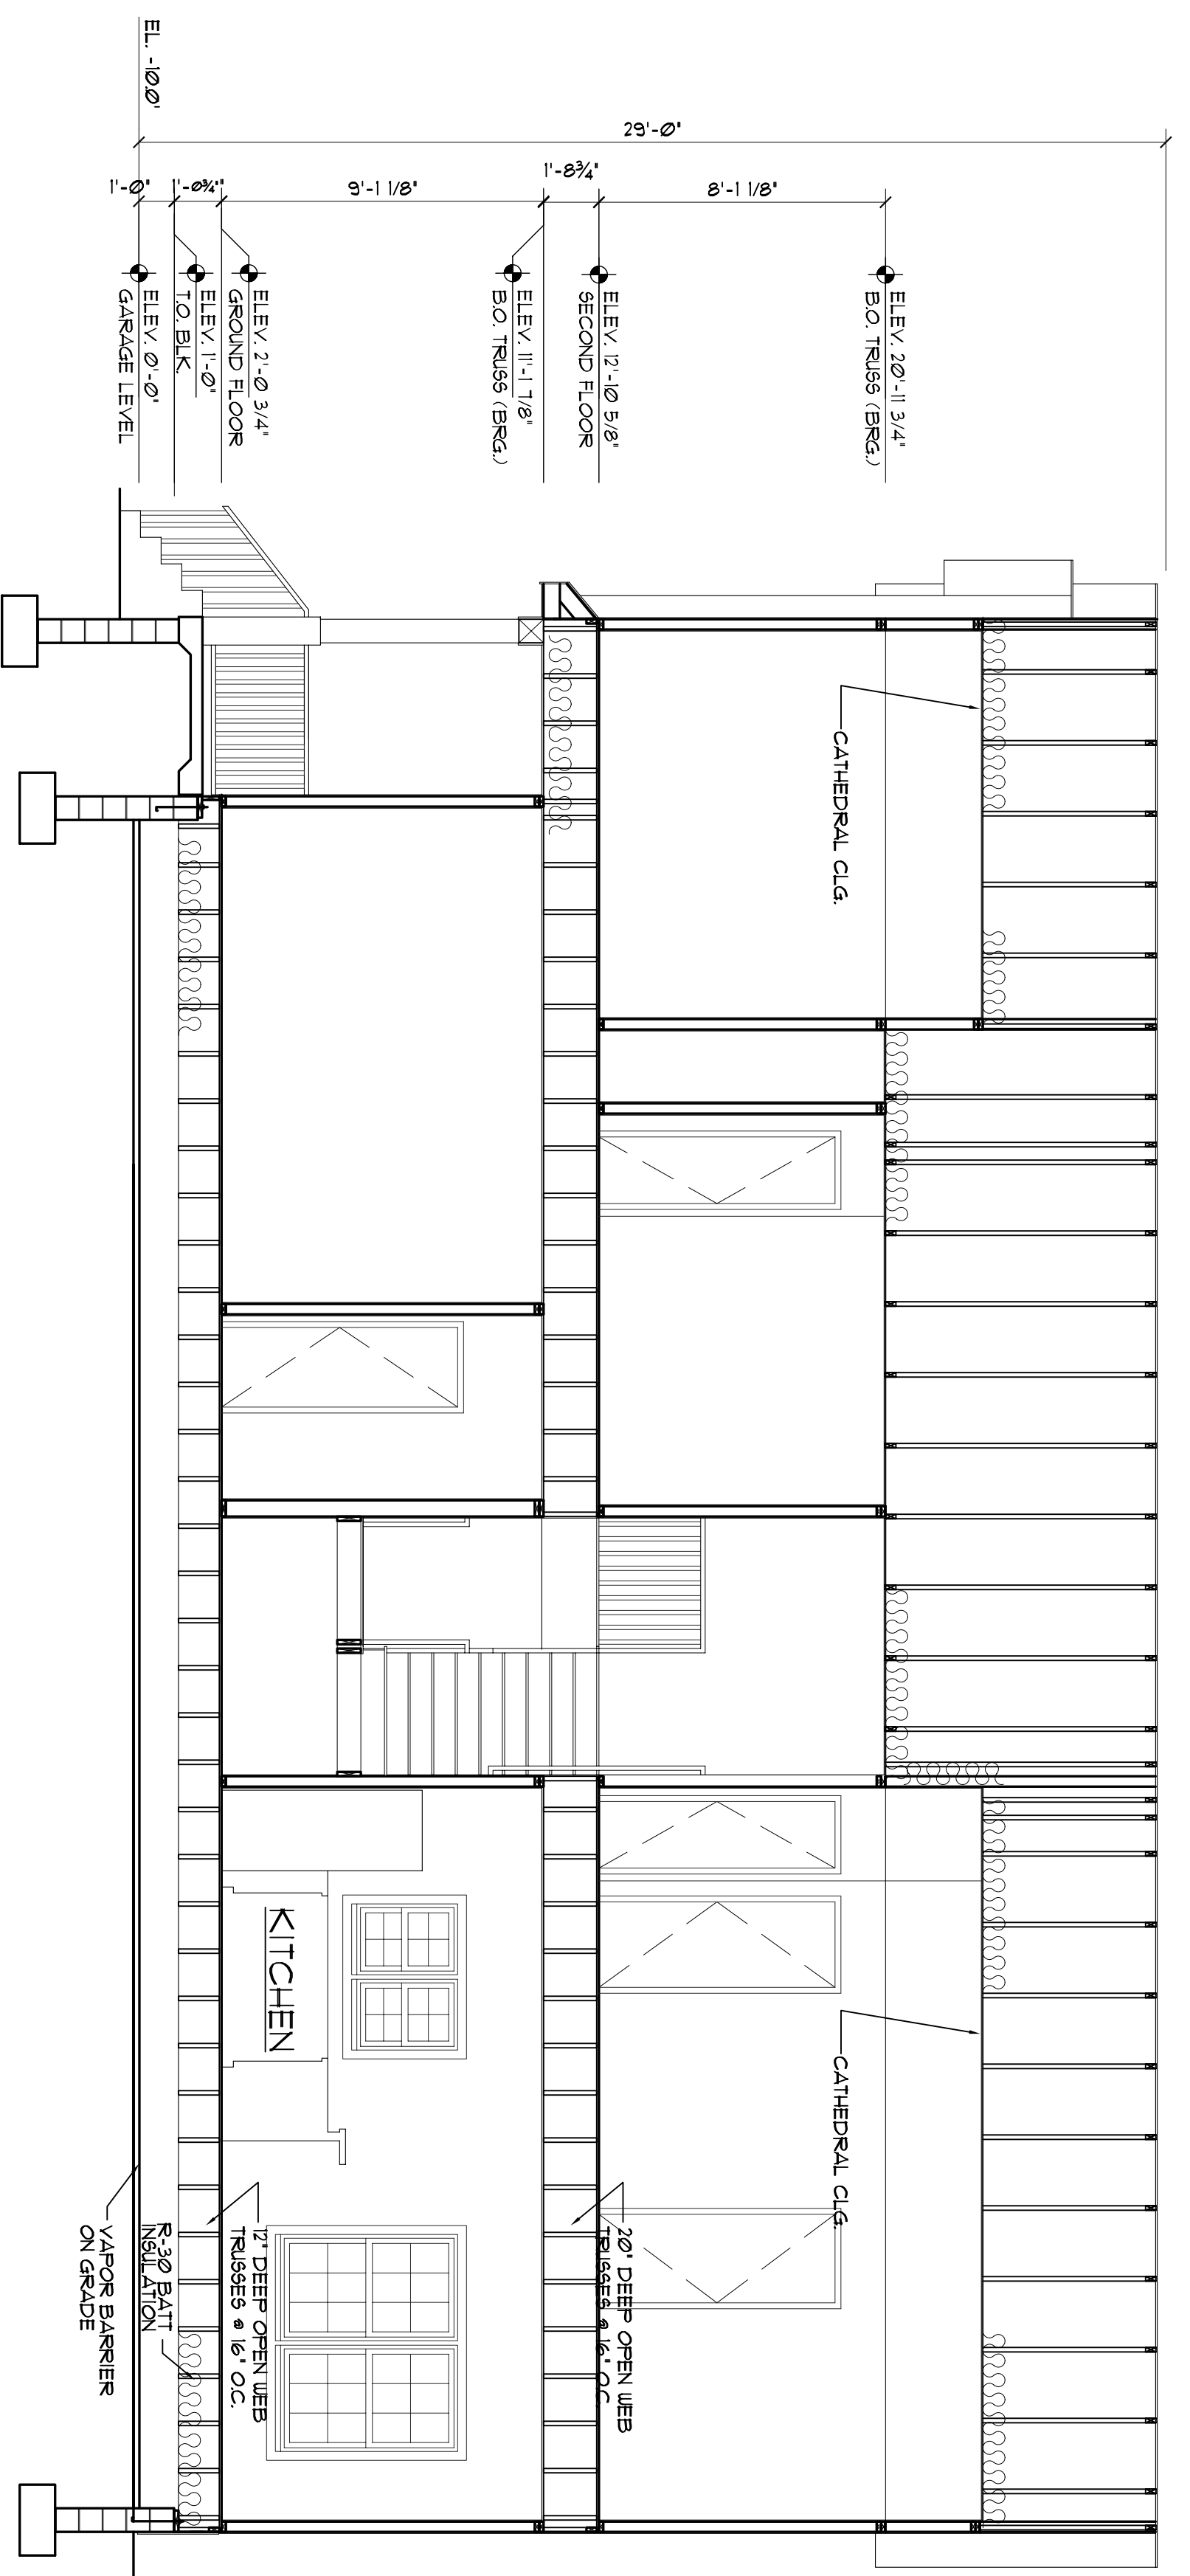 29'-0"
8'-1 1/8"
1'-8 3/4"
9'-1 1/8"
1'-0 3/4"
1'-0"
EL. -10.0'
ELEV. 20'-11 3/4"
B.O. TRUSS (BRG.)
ELEV. 12'-10 5/8"
SECOND FLOOR
ELEV. 11'-1 7/8"
B.O. TRUSS (BRG.)
ELEV. 2'-0 3/4"
GROUND FLOOR
ELEV. 1'-0"
T.O. BLK.
ELEV. 0'-0"
GARAGE LEVEL
CATHEDRAL CLG.
CATHEDRAL CLG.
KITCHEN
20" DEEP OPEN WEB
TRUSSES @ 16" O.C.
12" DEEP OPEN WEB
TRUSSES @ 16" O.C.
R-30 BATT
INSULATION
VAPOR BARRIER
ON GRADE